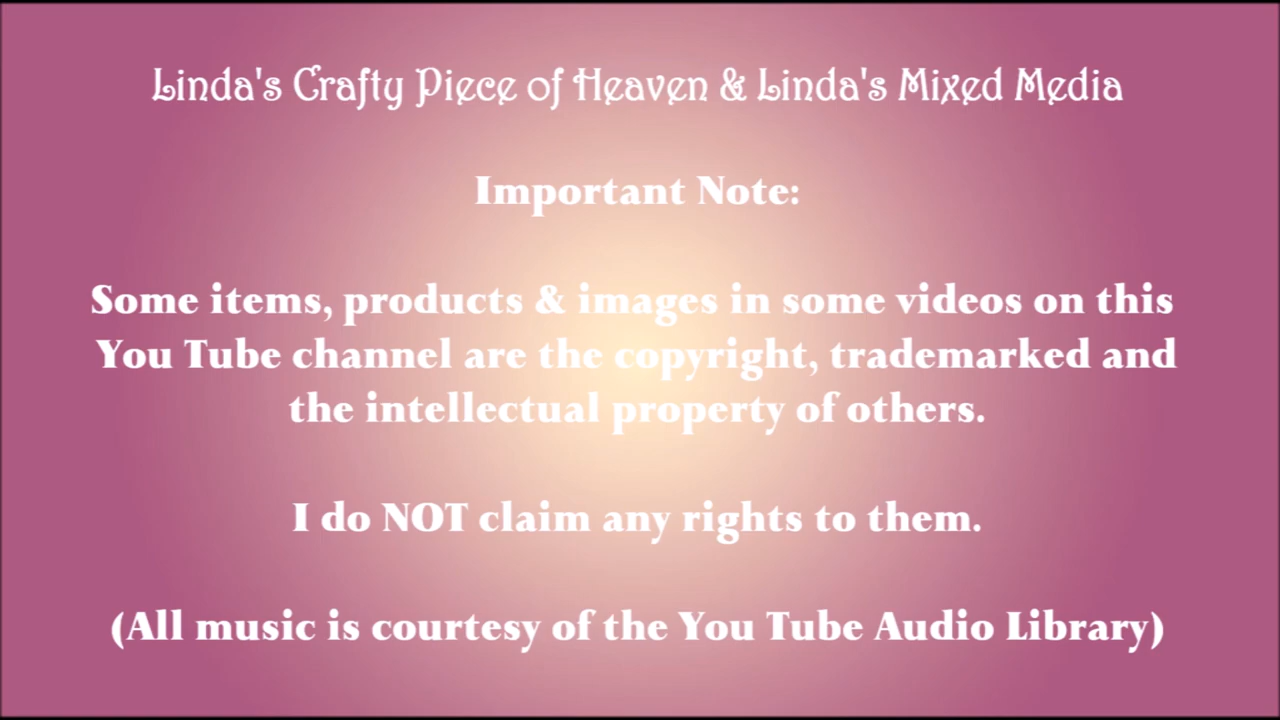 Linda's Crafty Piece of Heaven & Linda's Mixed Media
Important Note:
Some items, products & images in some videos on this
You Tube channel are the copyright, trademarked and
the intellectual property of others.
I do NOT claim any rights to them.
(All music is courtesy of the You Tube Audio Library)